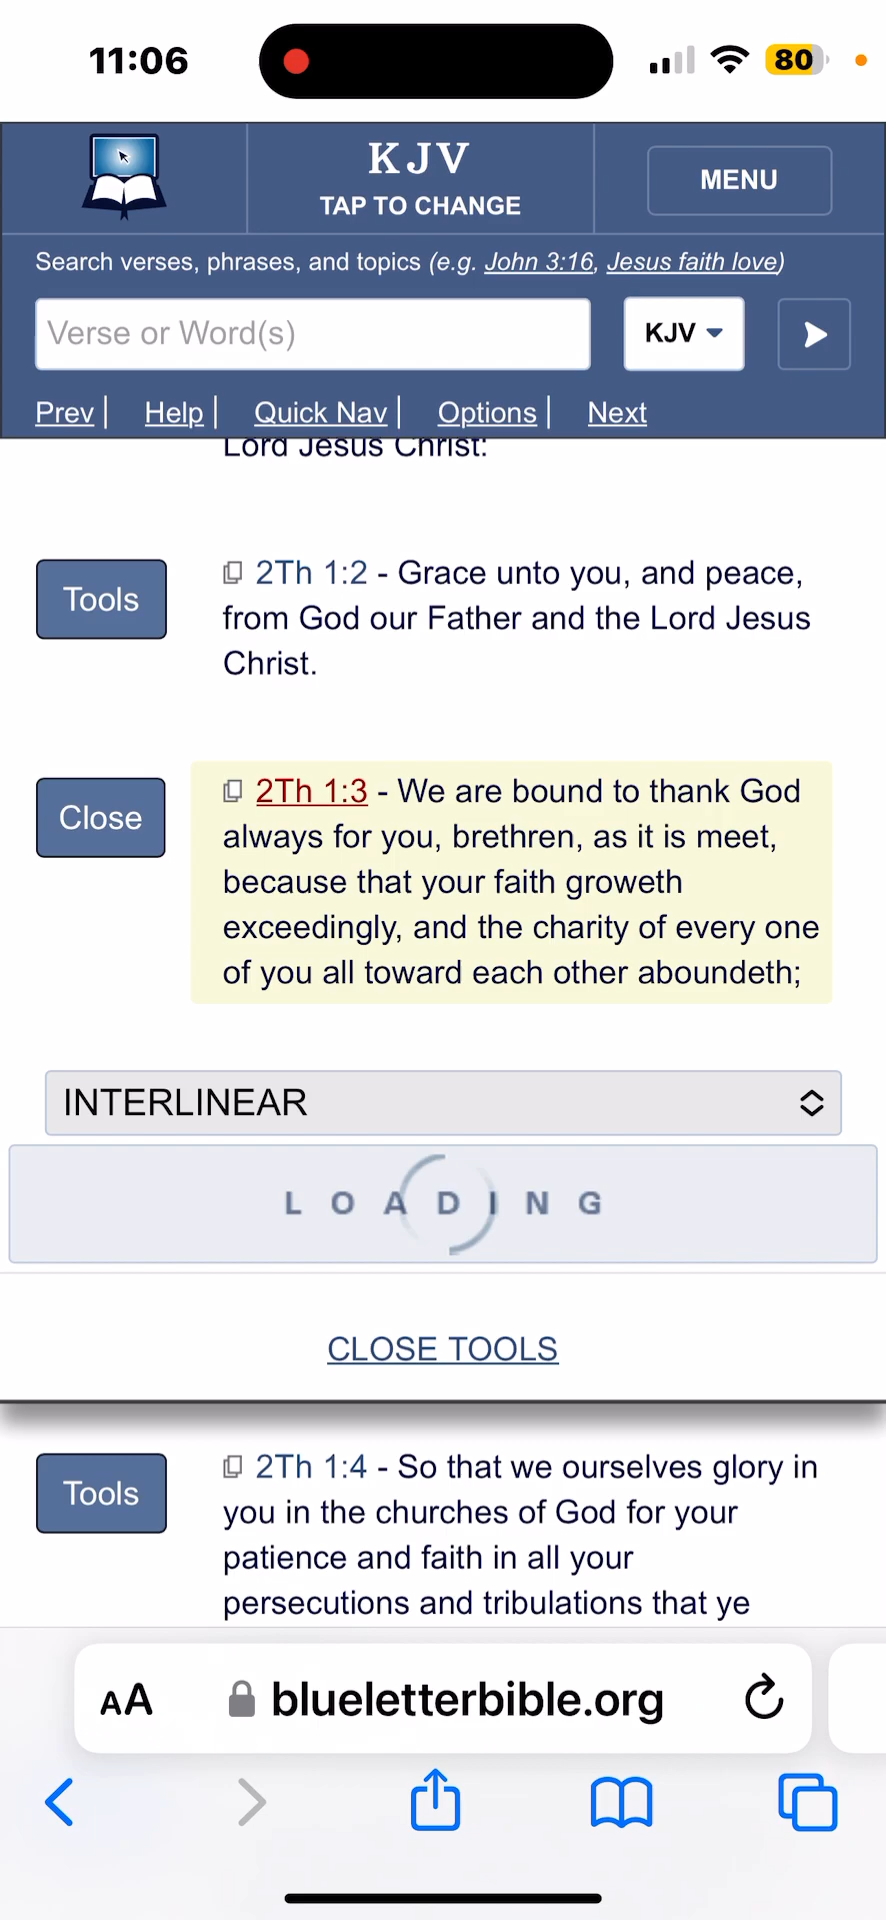 11:06
80
KJV
TAP TO CHANGE
MENU
Search verses, phrases, and topics (e.g. John 3:16, Jesus faith love)
Verse or Word(s)
KJV
Prev | Help | Quick Nav | Options | Next
Lord Jesus Christ:
Tools
2Th 1:2 - Grace unto you, and peace,
from God our Father and the Lord Jesus
Christ.
Close
2Th 1:3 - We are bound to thank God
always for you, brethren, as it is meet,
because that your faith groweth
exceedingly, and the charity of every one
of you all toward each other aboundeth;
INTERLINEAR
LOADING
CLOSE TOOLS
Tools
2Th 1:4 - So that we ourselves glory in
you in the churches of God for your
patience and faith in all your
persecutions and tribulations that ye
AA
blueletterbible.org